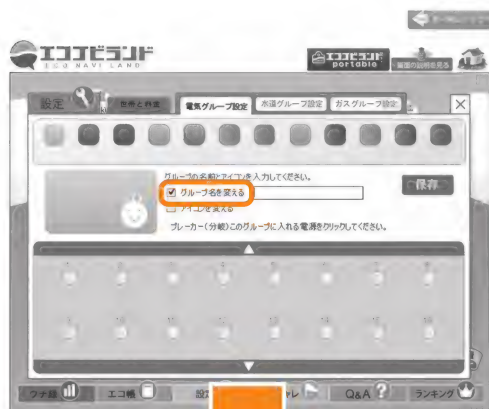 エココナビランド
ECO NAVI LAND
エココナビランド
portable
画面の説明を見る
設定
電気グループ設定
水道グループ設定
ガスグループ設定
グループの名前とアイコンを入力してください。
グループ名を変える
保存
アイコンを変える
ブレーカー(分岐)このグループに入れる電源をクリックしてください。
エコ帳
Q&A
ランキング